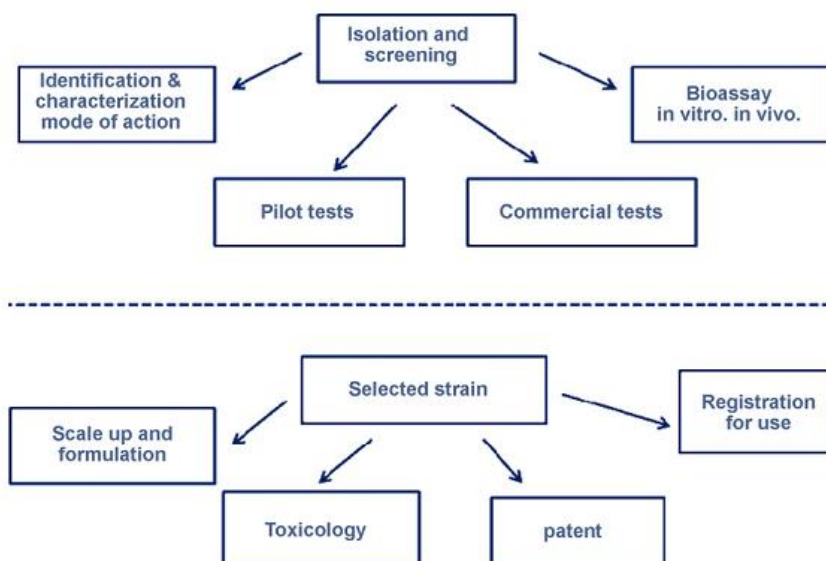 Isolation and
screening
Identification &
characterization
mode of action
Bioassay
in vitro. in vivo.
Pilot tests
Commercial tests
Selected strain
Registration
for use
Scale up and
formulation
Toxicology
patent